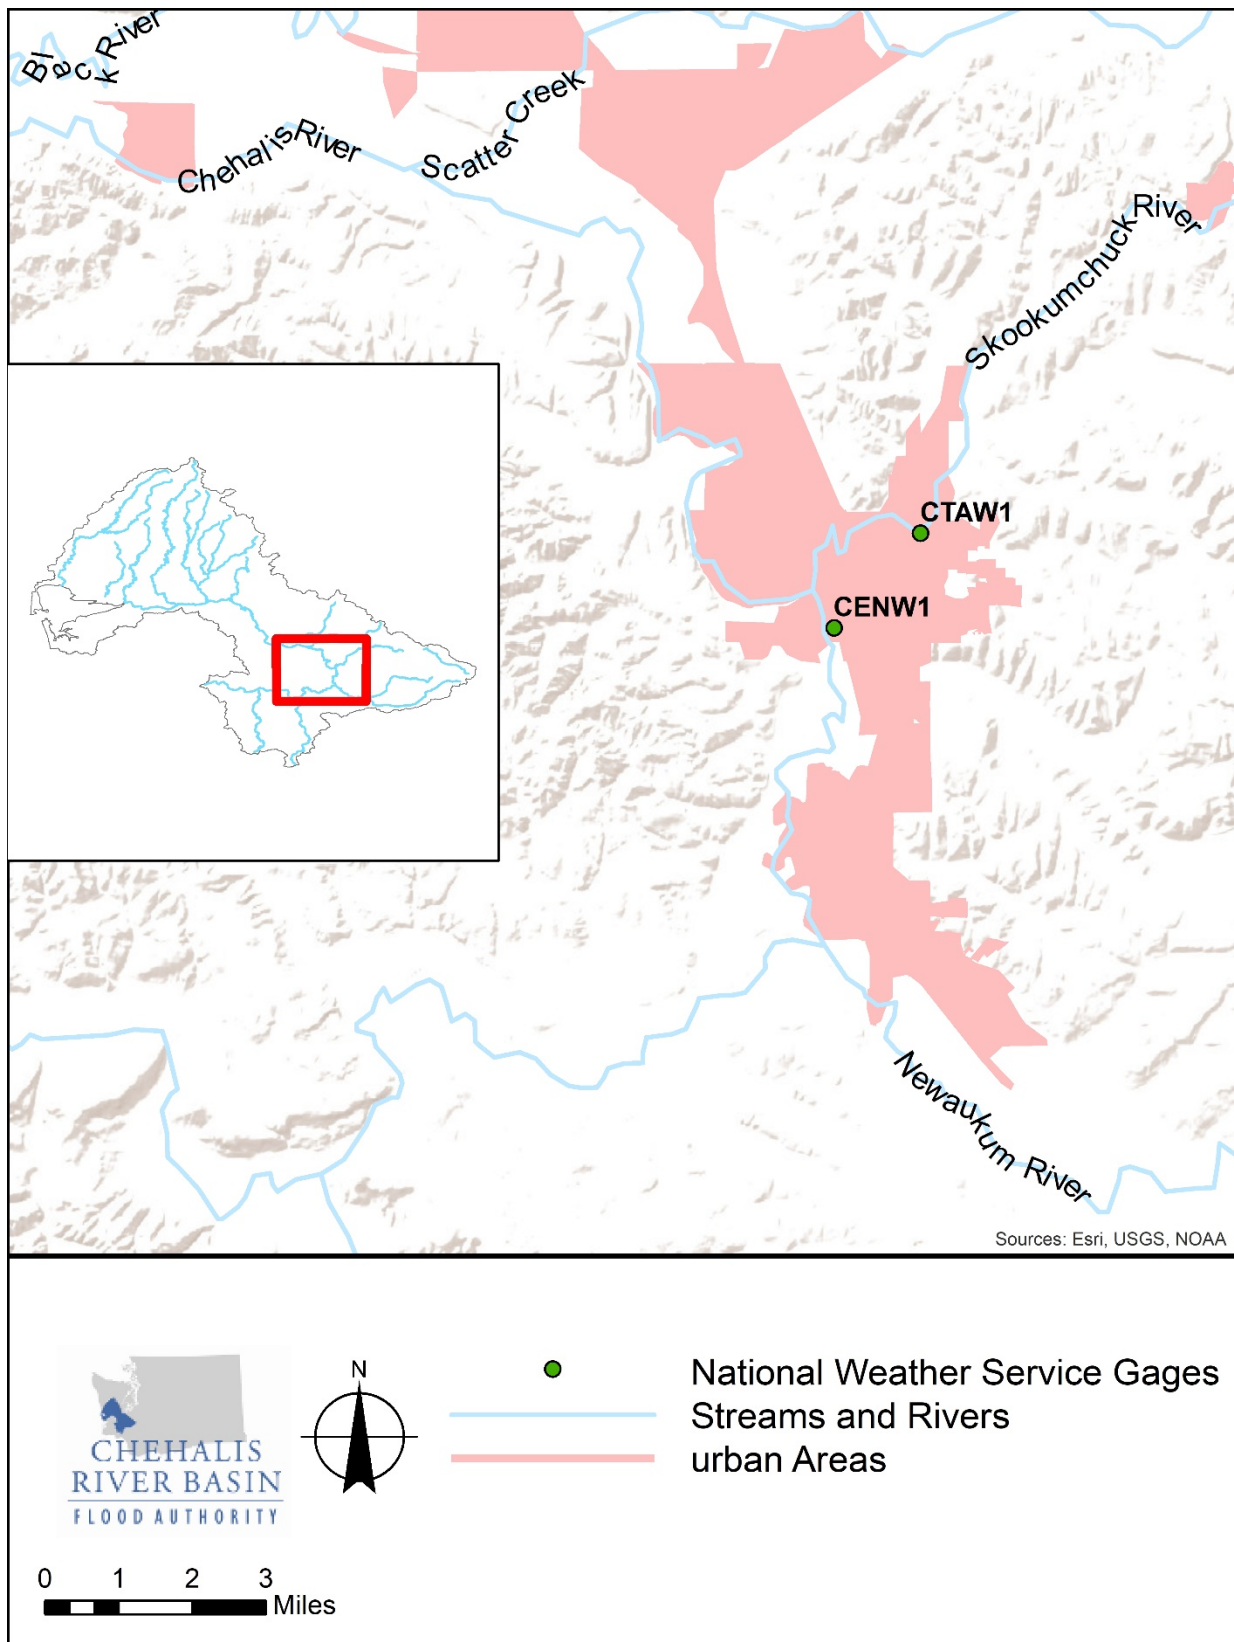 Black River
Chehalis River
Scatter Creek
Skookumchuck River
CTAW1
CENW1
Newaukum River
Sources: Esri, USGS, NOAA
N
National Weather Service Gages
Streams and Rivers
urban Areas
CHEHALIS
RIVER BASIN
FLOOD AUTHORITY
0 1 2 3
Miles